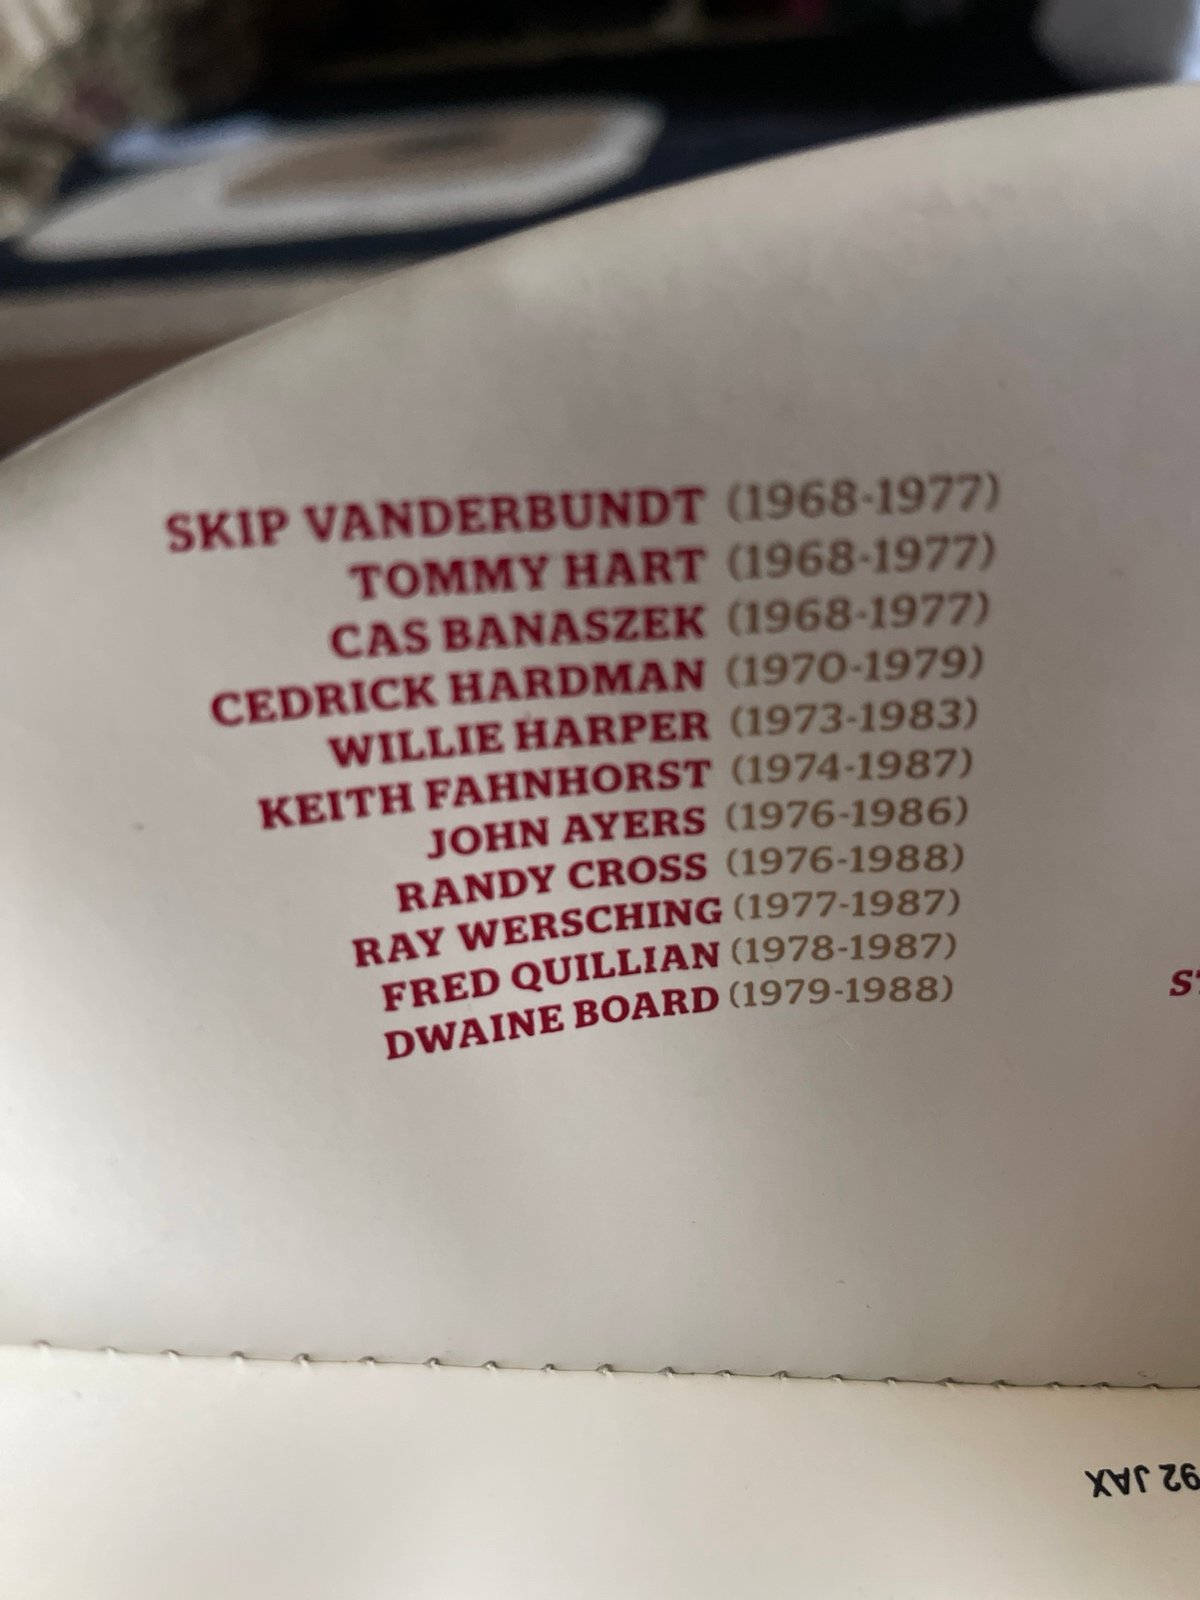 SKIP VANDERBUNDT (1968-1977)
TOMMY HART (1968-1977)
CAS BANASZEK (1968-1977)
CEDRICK HARDMAN (1970-1979)
WILLIE HARPER (1973-1983)
KEITH FAHNHORST (1974-1987)
JOHN AYERS (1976-1986)
RANDY CROSS (1976-1988)
RAY WERSCHING (1977-1987)
FRED QUILLIAN (1978-1987)
DWAINE BOARD (1979-1988)
92 JAX